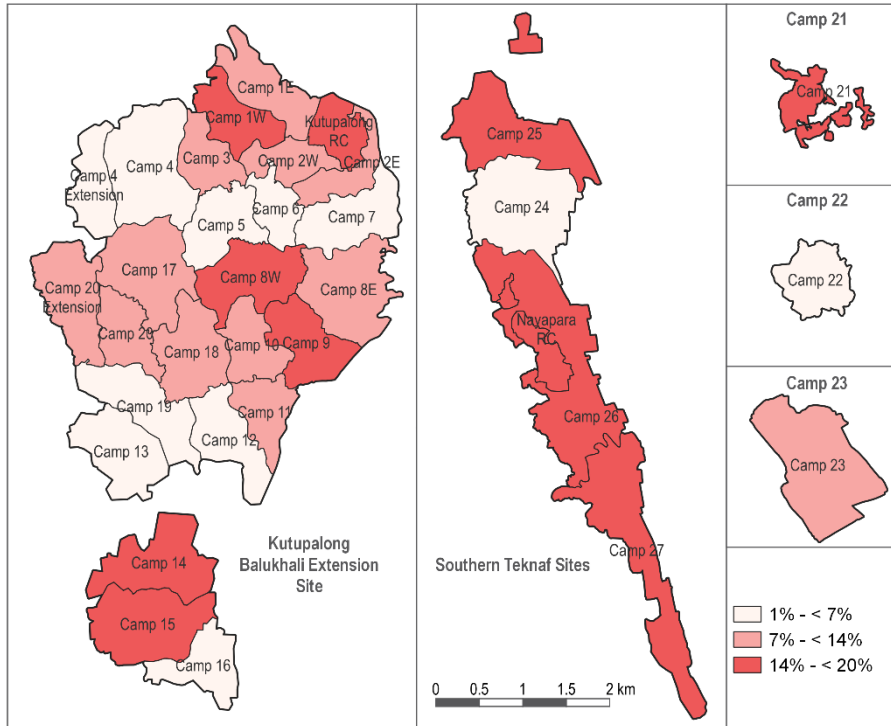 Camp 1E
Camp 1W
Kutupalong
RC
Camp 3
Camp 2W
Camp 2E
Camp 4
Camp 4
Extension
Camp 6
Camp 5
Camp 7
Camp 17
Camp 8W
Camp 8E
Camp 20
Extension
Camp 20
Camp 18
Camp 10
Camp 9
Camp 19
Camp 11
Camp 12
Camp 13
Camp 14
Camp 15
Camp 16
Kutupalong
Balukhali Extension
Site
Camp 25
Camp 24
Nayapara
RC
Camp 26
Camp 27
Southern Teknaf Sites
0 0.5 1 1.5 2 km
Camp 21
Camp 21
Camp 22
Camp 22
Camp 23
Camp 23
1% - < 7%
7% - < 14%
14% - < 20%